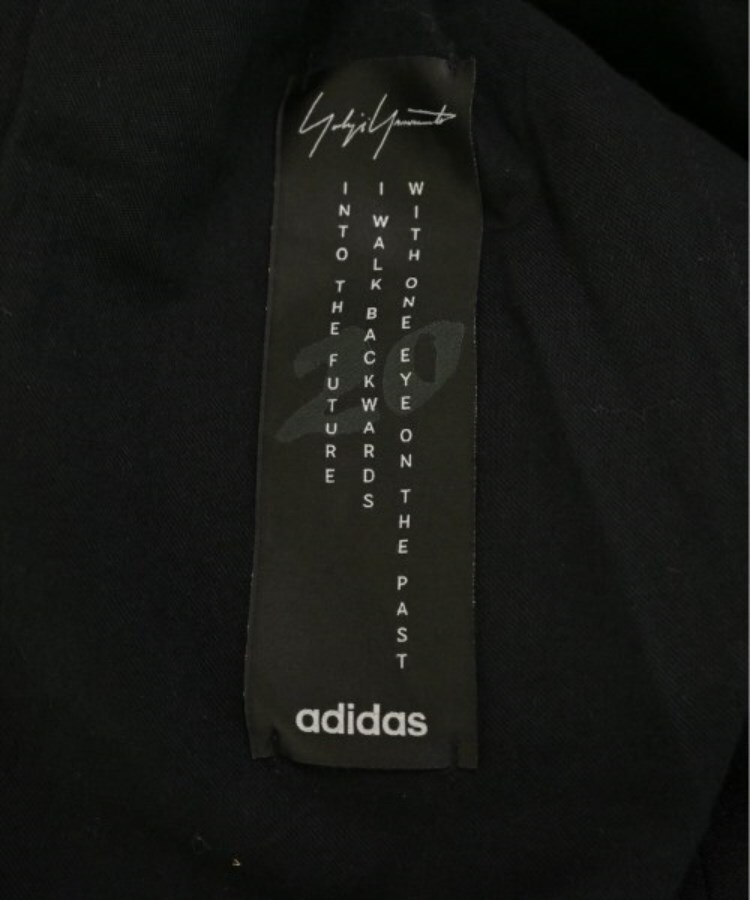 Yohji Yamamoto
WITH ONE EYE ON THE PAST
I WALK BACKWARDS
INTO THE FUTURE
20
adidas